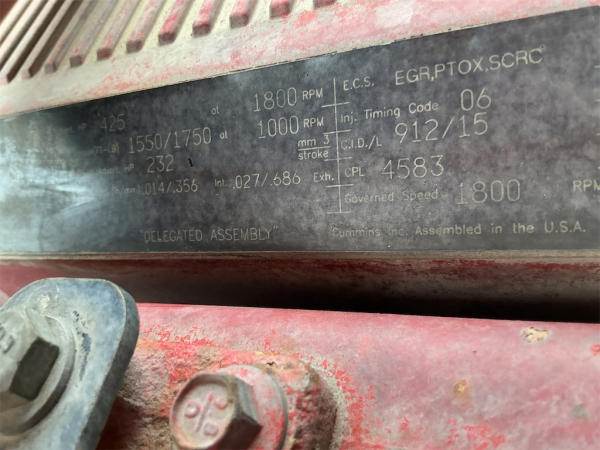 425 at 1800 RPM E.C.S. EGR,PTOX,SCRC
1550/1750 at 1000 RPM Inj. Timing Code 06
232 mm 3 stroke C.I.D./L 912/15
.014/.356 Int. .027/.686 Exh. CPL 4583
Governed Speed 1800 RPM
"DELEGATED ASSEMBLY" Cummins Inc. Assembled in the U.S.A.